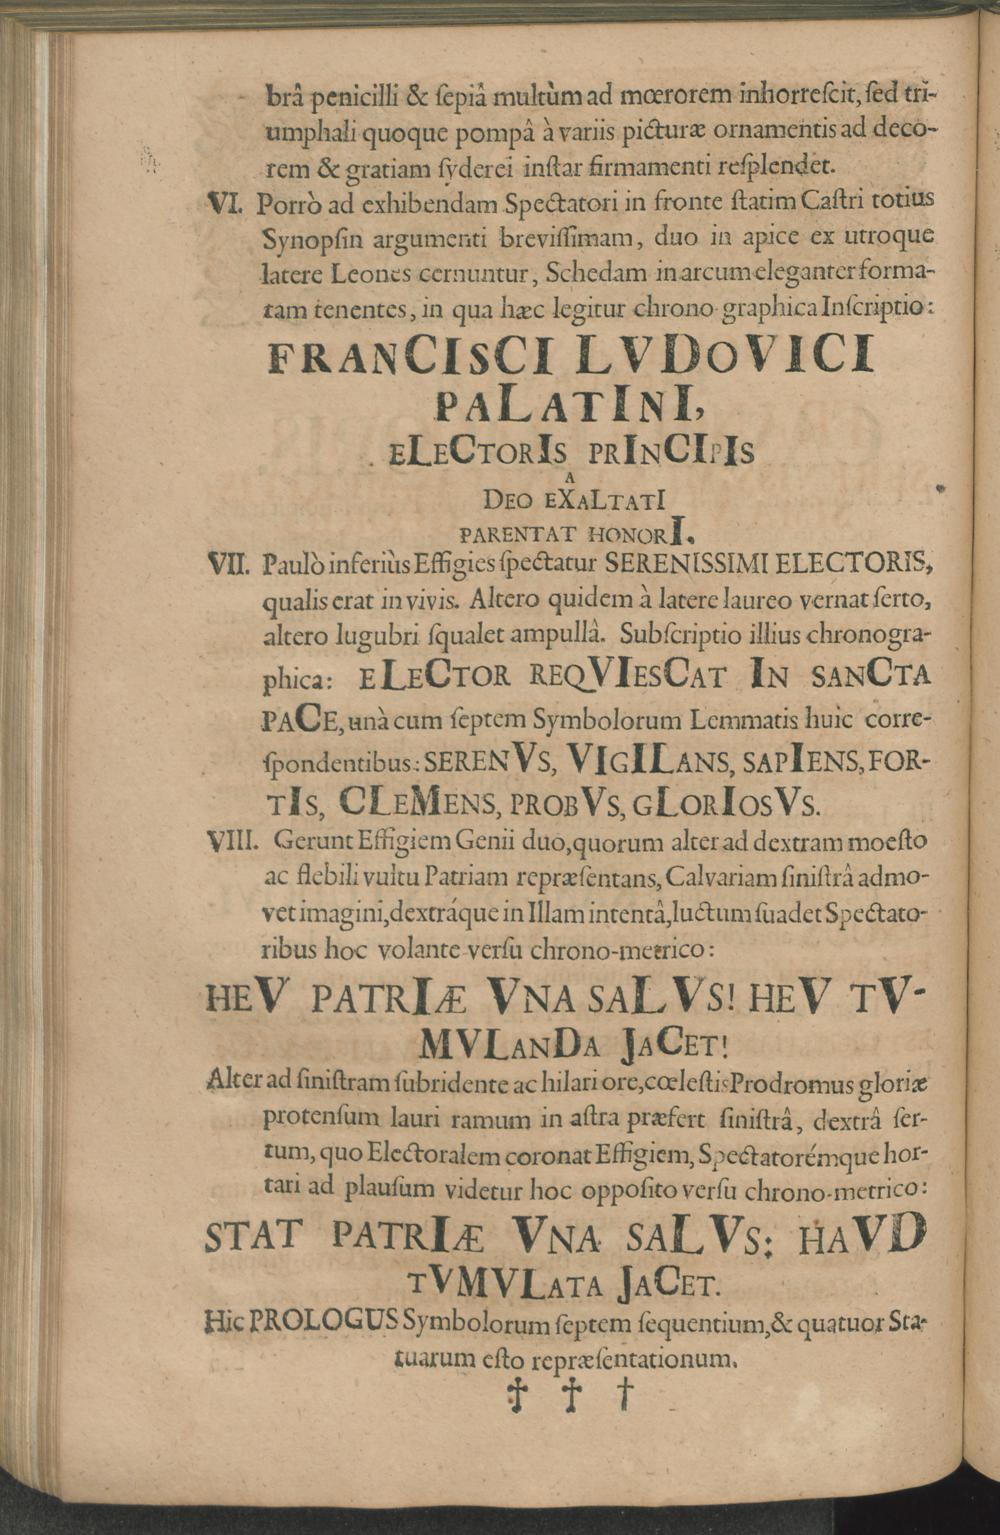 brâ penicilli & ſepiâ multùm ad mœrorem inhorreſcit, ſed tri-
umphali quoque pompâ à variis picturæ ornamentis ad deco-
rem & gratiam ſyderei inſtar firmamenti reſplendet.
VI. Porrò ad exhibendam Spectatori in fronte ſtatim Caſtri totius
Synopſin argumenti breviſſimam, duo in apice ex utroque
latere Leones cernuntur, Schedam in arcum eleganter forma-
tam tenentes, in qua hæc legitur chrono-graphica Inſcriptio:
FRANCISCI LVDOVICI
PALATINI,
ELECTORIS PRINCIPIS
A
DEO EXALTATI
PARENTAT HONORI.
VII. Paulò inferiùs Effigies ſpectatur SERENISSIMI ELECTORIS,
qualis erat in vivis. Altero quidem à latere laureo vernat ſerto,
altero lugubri ſqualet ampullâ. Subſcriptio illius chronogra-
phica: ELECTOR REQVIESCAT IN SANCTA
PACE, unà cum ſeptem Symbolorum Lemmatis huic corre-
ſpondentibus: SERENVS, VIGILANS, SAPIENS, FOR-
TIS, CLEMENS, PROBVS, GLORIOSVS.
VIII. Gerunt Effigiem Genii duo, quorum alter ad dextram moeſto
ac flebili vultu Patriam repræſentans, Calvariam ſiniſtrâ admo-
vet imagini, dextráque in Illam intentâ, luctum ſuadet Spectato-
ribus hoc volante verſu chrono-metrico:
HEV PATRIÆ VNA SALVS! HEV TV-
MVLANDA JACET!
Alter ad ſiniſtram ſubridente ac hilari ore, cœleſtis Prodromus gloriæ
protenſum lauri ramum in aſtra præfert ſiniſtrâ, dextrâ ſer-
tum, quo Electoralem coronat Effigiem, Spectatorémque hor-
tari ad plauſum videtur hoc oppoſito verſu chrono-metrico:
STAT PATRIÆ VNA SALVS: HAVD
TVMVLATA JACET.
Hic PROLOGUS Symbolorum ſeptem ſequentium, & quatuor Sta-
tuarum eſto repræſentationum.
‡ ‡ †